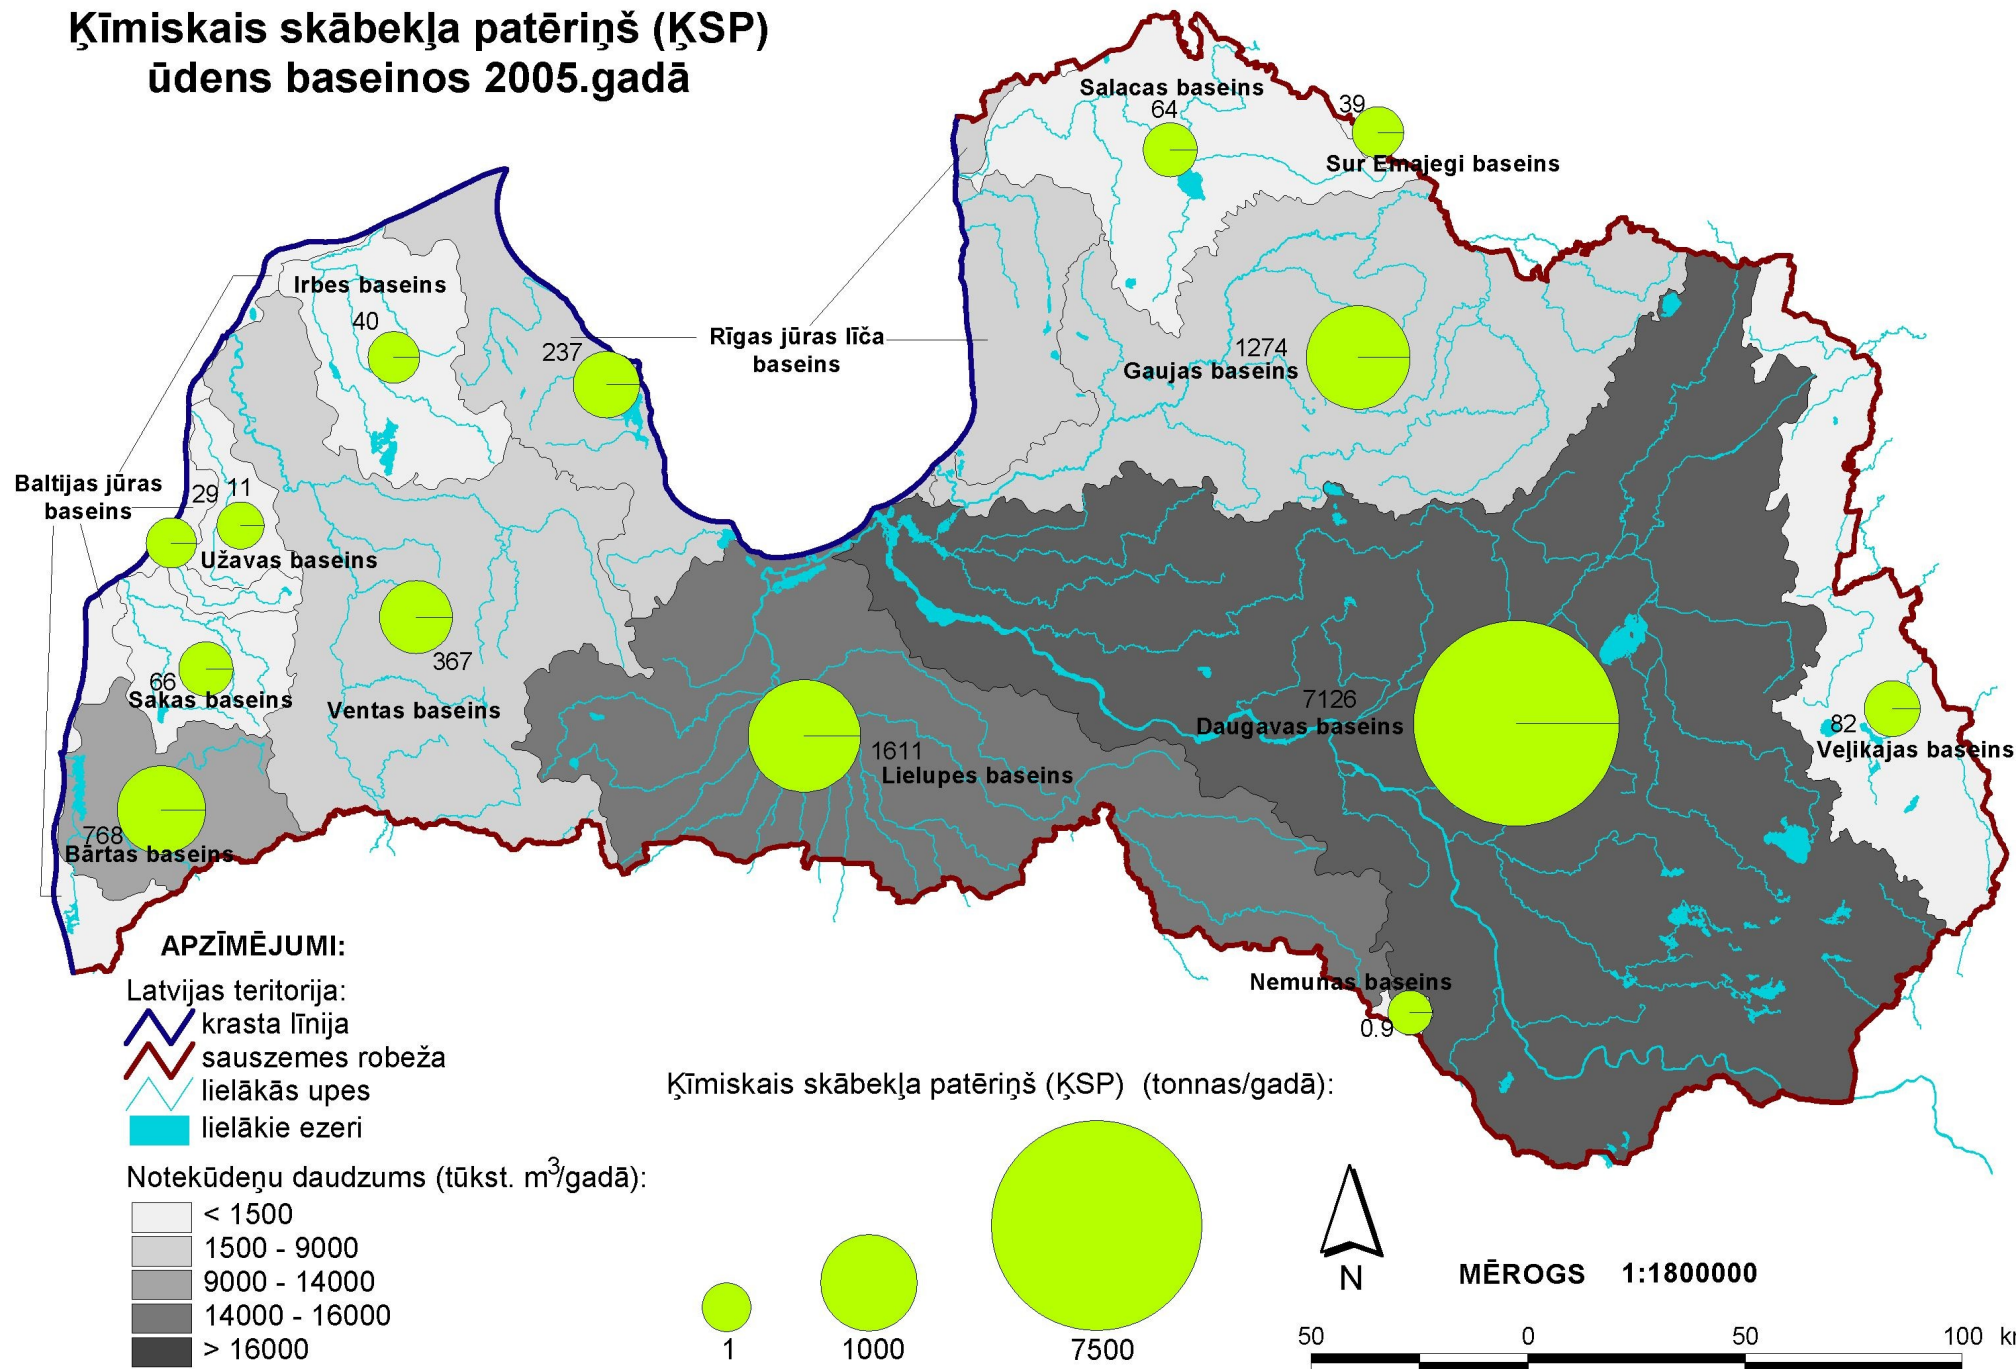 Ķīmiskais skābekļa patēriņš (ĶSP)
ūdens baseinos 2005.gadā
Salacas baseins
64
39
Sur Emajegi baseins
Irbes baseins
40
237
Rīgas jūras līča
baseins
1274
Gaujas baseins
Baltijas jūras
baseins
29
11
Užavas baseins
367
Ventas baseins
66
Sakas baseins
768
Bārtas baseins
1611
Lielupes baseins
7126
Daugavas baseins
82
Veļikajas baseins
Nemunas baseins
0.9
APZĪMĒJUMI:
Latvijas teritorija:
krasta līnija
sauszemes robeža
lielākās upes
lielākie ezeri
Notekūdeņu daudzums (tūkst. m³/gadā):
< 1500
1500 - 9000
9000 - 14000
14000 - 16000
> 16000
Ķīmiskais skābekļa patēriņš (ĶSP) (tonnas/gadā):
1
1000
7500
N
MĒROGS 1:1800000
50 0 50 100 km